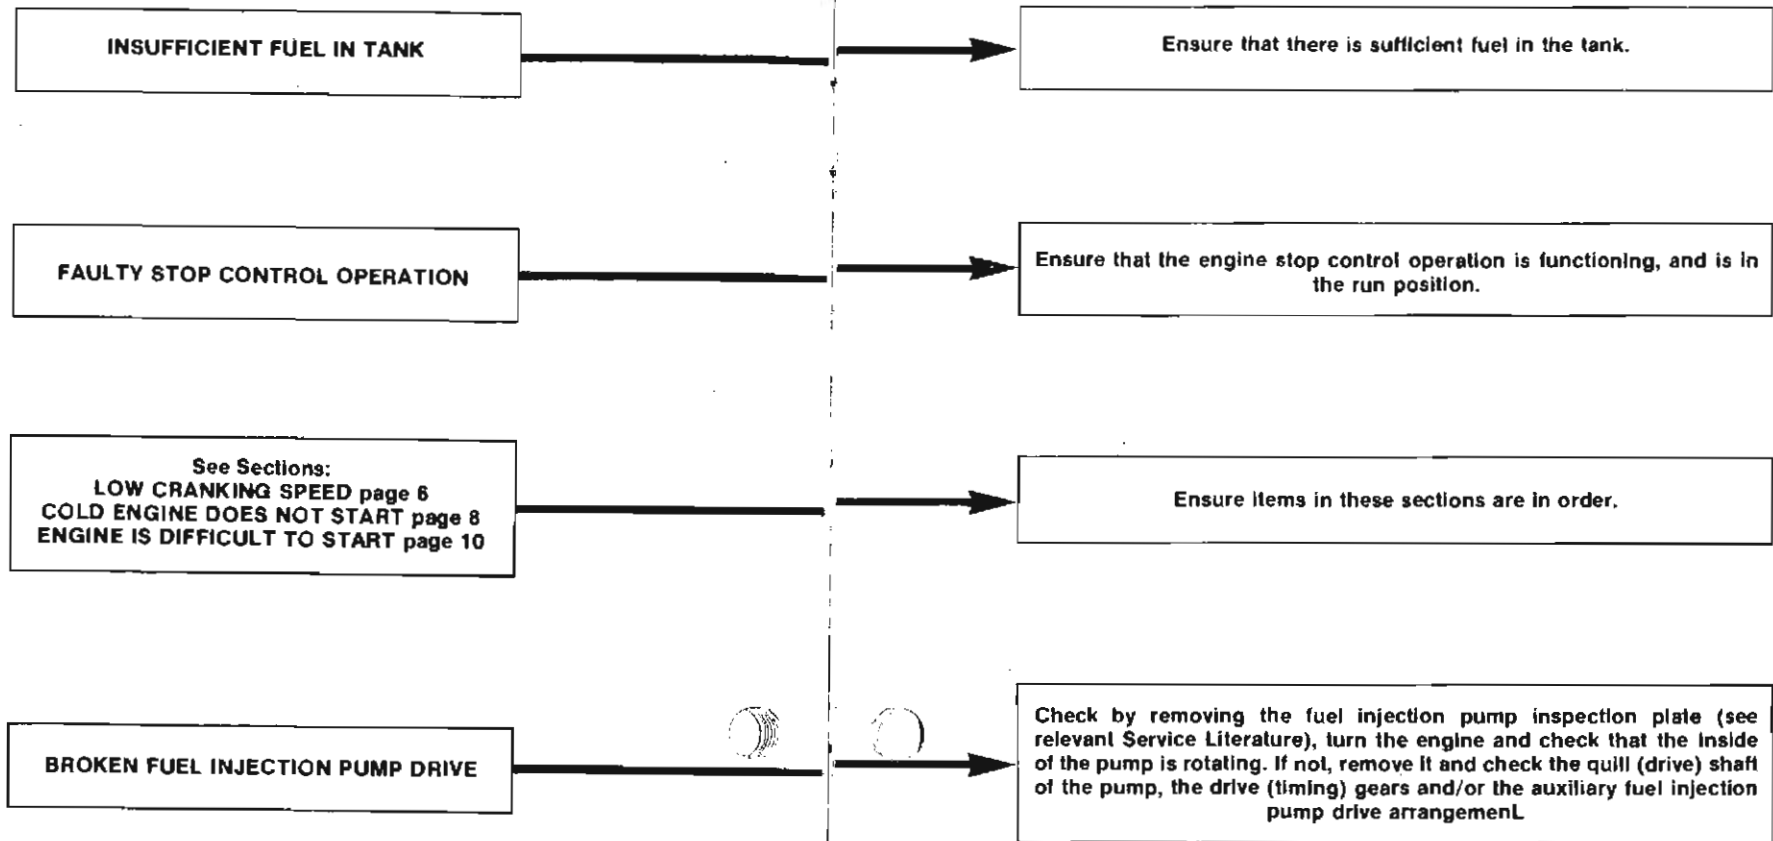 INSUFFICIENT FUEL IN TANK
Ensure that there is sufficient fuel in the tank.
FAULTY STOP CONTROL OPERATION
Ensure that the engine stop control operation is functioning, and is in
the run position.
See Sections:
LOW CRANKING SPEED page 6
COLD ENGINE DOES NOT START page 8
ENGINE IS DIFFICULT TO START page 10
Ensure items in these sections are in order.
BROKEN FUEL INJECTION PUMP DRIVE
Check by removing the fuel injection pump inspection plate (see
relevant Service Literature), turn the engine and check that the inside
of the pump is rotating. If not, remove it and check the quill (drive) shaft
of the pump, the drive (timing) gears and/or the auxiliary fuel injection
pump drive arrangement.